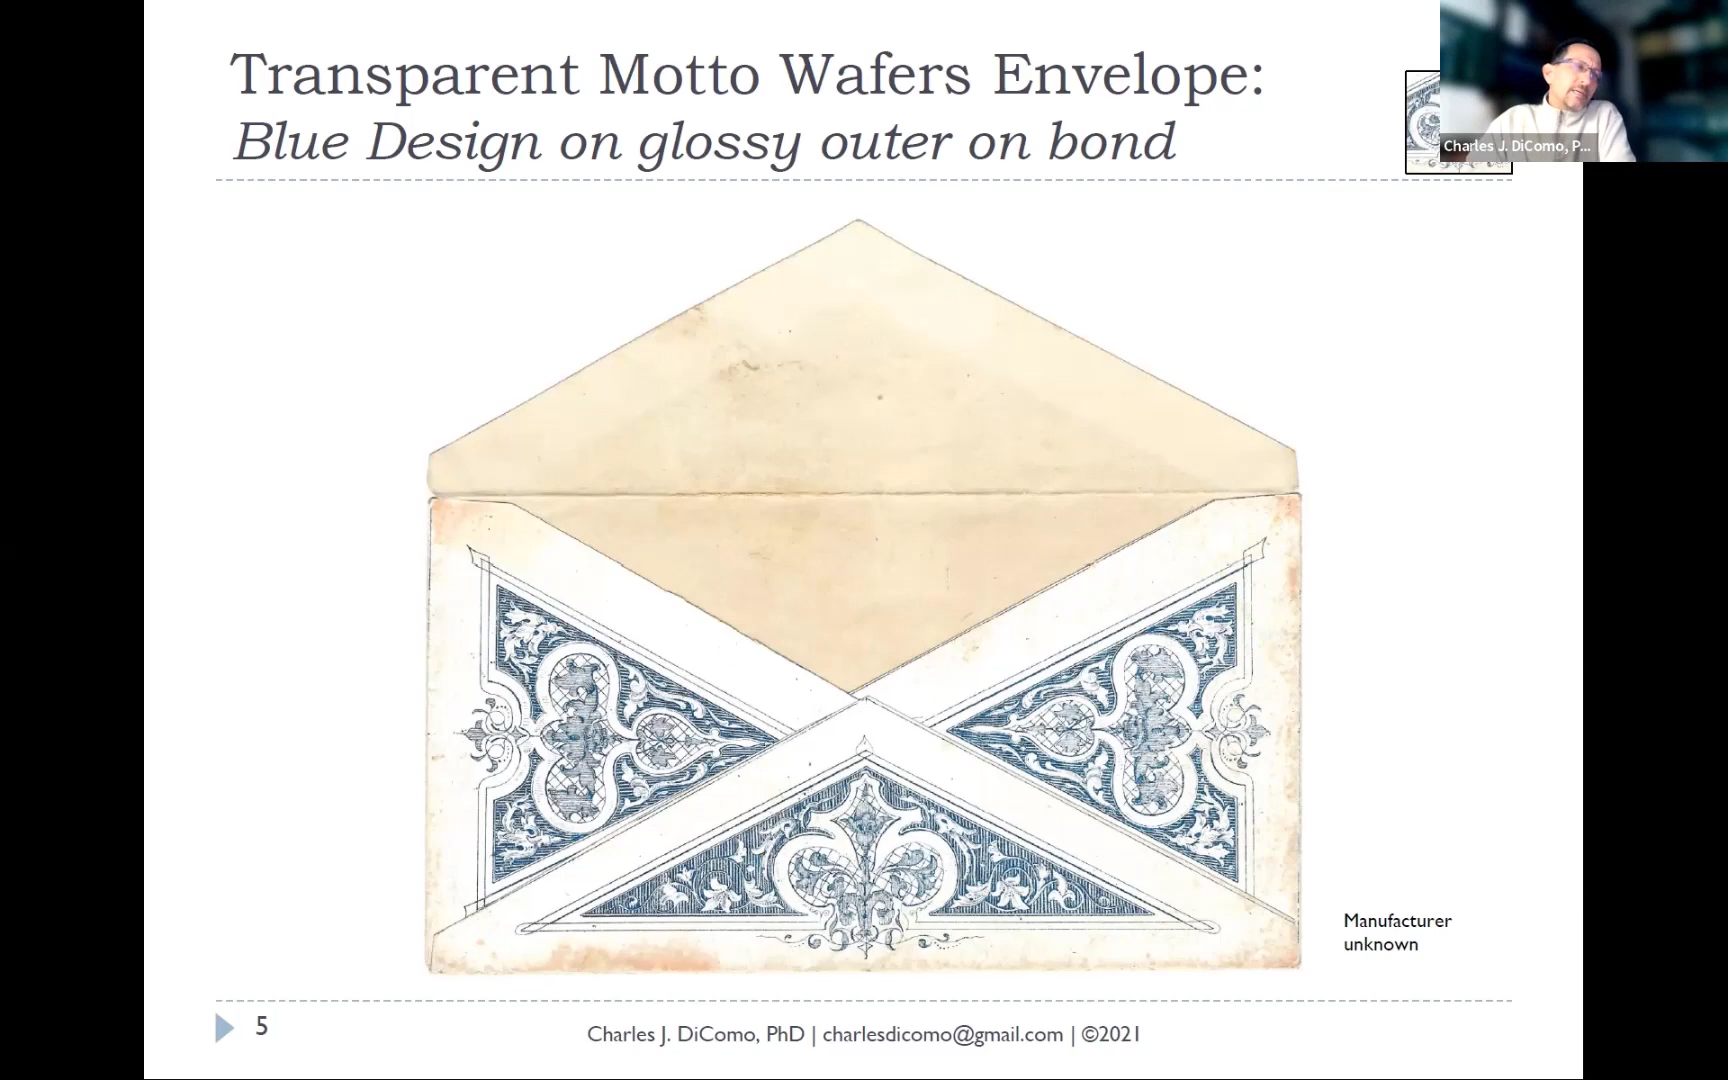 Transparent Motto Wafers Envelope:
Blue Design on glossy outer on bond
Charles J. DiComo, P...
Manufacturer
unknown
5
Charles J. DiComo, PhD | charlesdicomo@gmail.com | ©2021